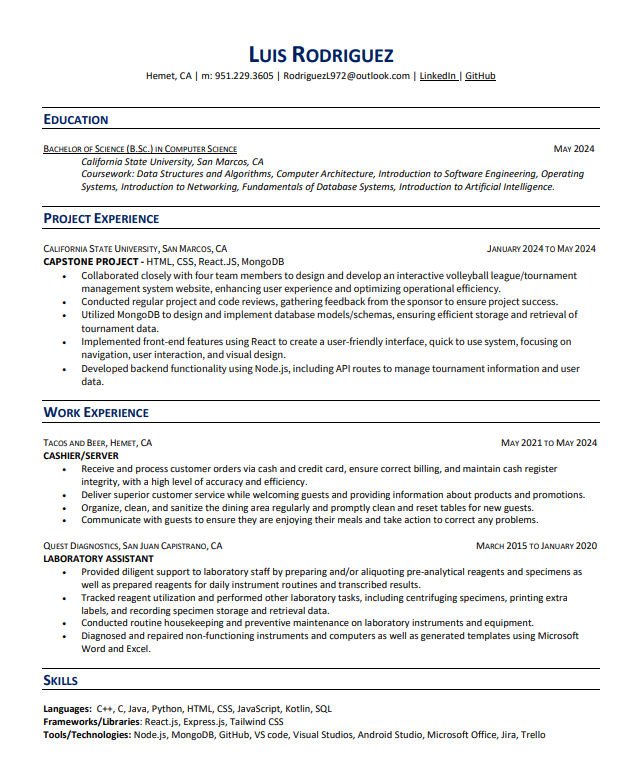 LUIS RODRIGUEZ
Hemet, CA | m: 951.229.3605 | RodriguezL972@outlook.com | LinkedIn | GitHub
EDUCATION
BACHELOR OF SCIENCE (B.SC.) IN COMPUTER SCIENCE MAY 2024
California State University, San Marcos, CA
Coursework: Data Structures and Algorithms, Computer Architecture, Introduction to Software Engineering, Operating
Systems, Introduction to Networking, Fundamentals of Database Systems, Introduction to Artificial Intelligence.
PROJECT EXPERIENCE
CALIFORNIA STATE UNIVERSITY, SAN MARCOS, CA JANUARY 2024 TO MAY 2024
CAPSTONE PROJECT - HTML, CSS, React.JS, MongoDB
• Collaborated closely with four team members to design and develop an interactive volleyball league/tournament
management system website, enhancing user experience and optimizing operational efficiency.
• Conducted regular project and code reviews, gathering feedback from the sponsor to ensure project success.
• Utilized MongoDB to design and implement database models/schemas, ensuring efficient storage and retrieval of
tournament data.
• Implemented front-end features using React to create a user-friendly interface, quick to use system, focusing on
navigation, user interaction, and visual design.
• Developed backend functionality using Node.js, including API routes to manage tournament information and user
data.
WORK EXPERIENCE
TACOS AND BEER, HEMET, CA MAY 2021 TO MAY 2024
CASHIER/SERVER
• Receive and process customer orders via cash and credit card, ensure correct billing, and maintain cash register
integrity, with a high level of accuracy and efficiency.
• Deliver superior customer service while welcoming guests and providing information about products and promotions.
• Organize, clean, and sanitize the dining area regularly and promptly clean and reset tables for new guests.
• Communicate with guests to ensure they are enjoying their meals and take action to correct any problems.
QUEST DIAGNOSTICS, SAN JUAN CAPISTRANO, CA MARCH 2015 TO JANUARY 2020
LABORATORY ASSISTANT
• Provided diligent support to laboratory staff by preparing and/or aliquoting pre-analytical reagents and specimens as
well as prepared reagents for daily instrument routines and transcribed results.
• Tracked reagent utilization and performed other laboratory tasks, including centrifuging specimens, printing extra
labels, and recording specimen storage and retrieval data.
• Conducted routine housekeeping and preventive maintenance on laboratory instruments and equipment.
• Diagnosed and repaired non-functioning instruments and computers as well as generated templates using Microsoft
Word and Excel.
SKILLS
Languages: C++, C, Java, Python, HTML, CSS, JavaScript, Kotlin, SQL
Frameworks/Libraries: React.js, Express.js, Tailwind CSS
Tools/Technologies: Node.js, MongoDB, GitHub, VS code, Visual Studios, Android Studio, Microsoft Office, Jira, Trello